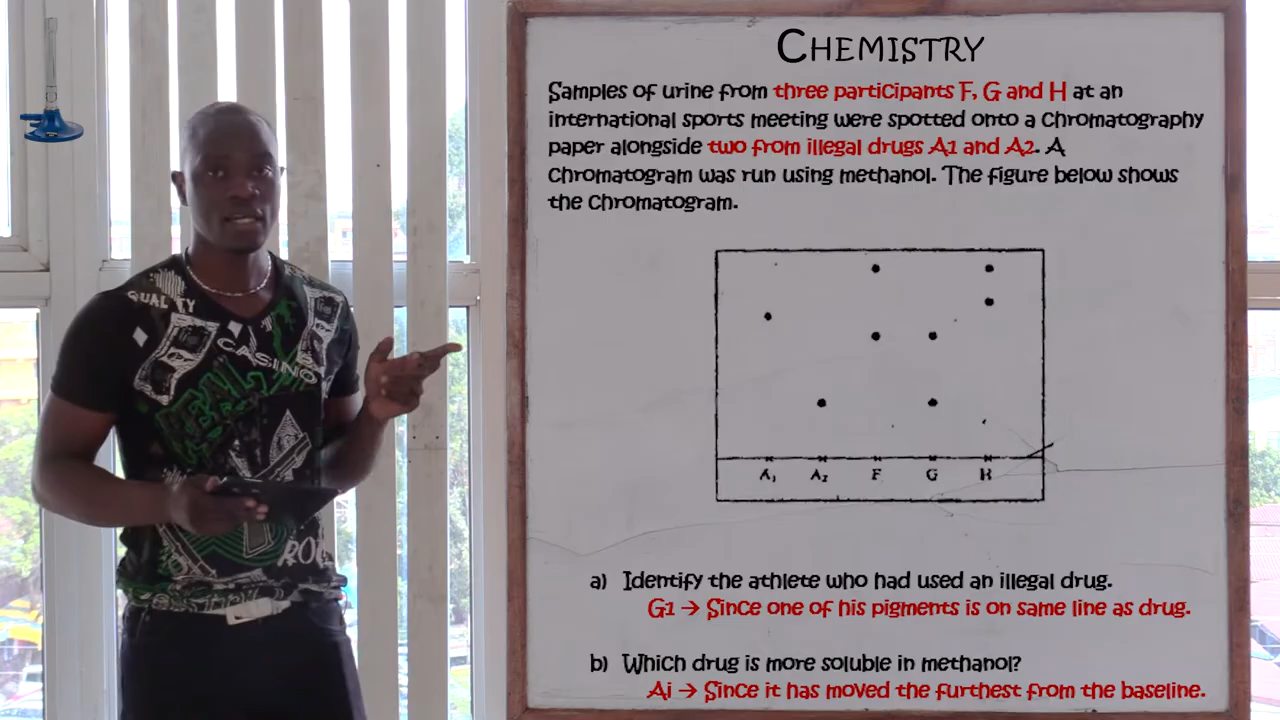 CHEMISTRY
Samples of urine from three participants F, G and H at an
international sports meeting were spotted onto a Chromatography
paper alongside two from illegal drugs A1 and A2. A
Chromatogram was run using methanol. The figure below shows
the Chromatogram.
A1 A2 F G H
a) Identify the athlete who had used an illegal drug.
G1 → Since one of his pigments is on same line as drug.
b) Which drug is more soluble in methanol?
Ai → Since it has moved the furthest from the baseline.
QUALITY
CASINO
REAL
ROC